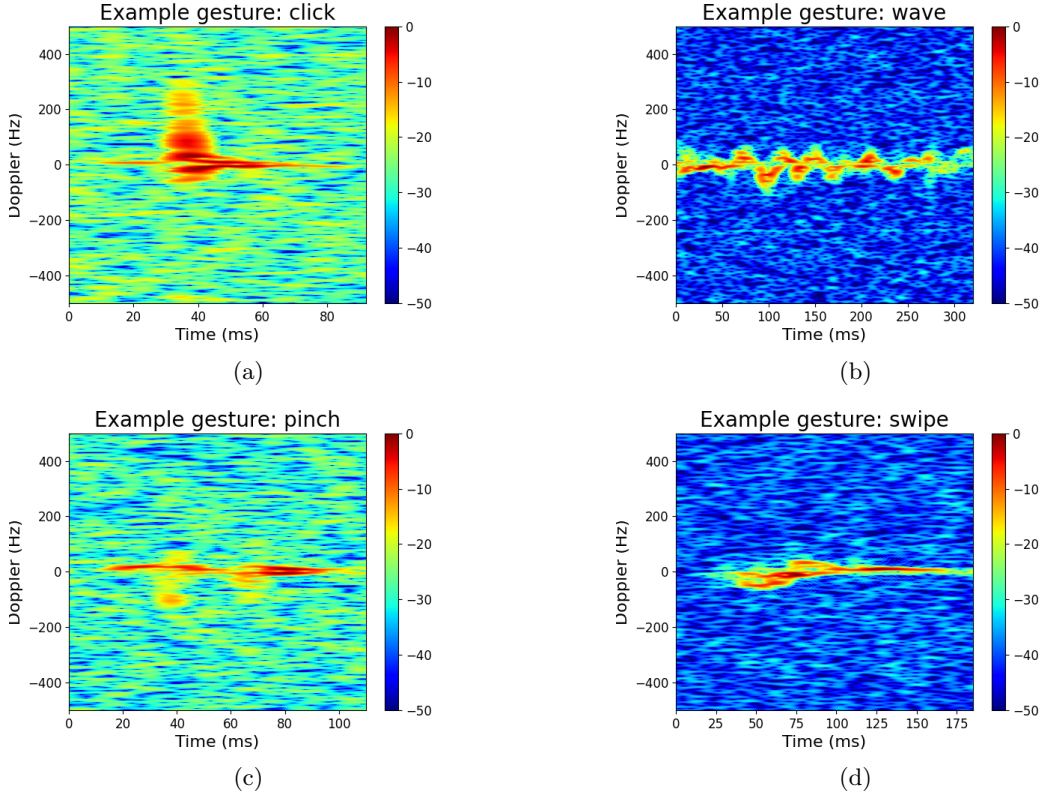 Example gesture: click
Doppler (Hz)
400
200
0
−200
−400
0 20 40 60 80
Time (ms)
0
−10
−20
−30
−40
−50
(a)
Example gesture: wave
Doppler (Hz)
400
200
0
−200
−400
0 50 100 150 200 250 300
Time (ms)
0
−10
−20
−30
−40
−50
(b)
Example gesture: pinch
Doppler (Hz)
400
200
0
−200
−400
0 20 40 60 80 100
Time (ms)
0
−10
−20
−30
−40
−50
(c)
Example gesture: swipe
Doppler (Hz)
400
200
0
−200
−400
0 25 50 75 100 125 150 175
Time (ms)
0
−10
−20
−30
−40
−50
(d)